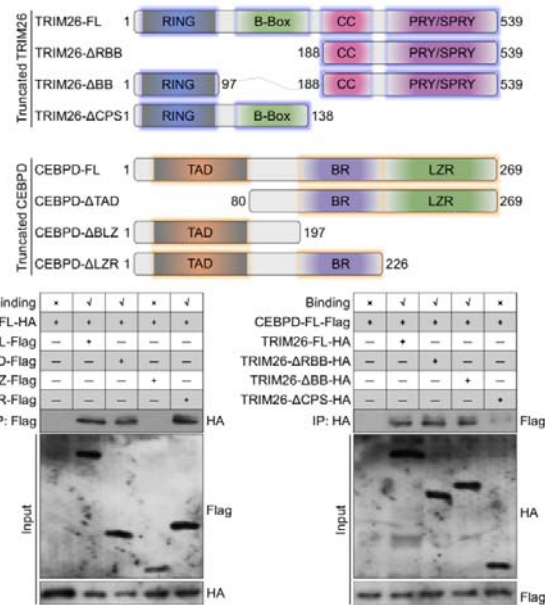 Truncated TRIM26
TRIM26-FL 1 RING B-Box CC PRY/SPRY 539
TRIM26-ΔRBB 188 CC PRY/SPRY 539
TRIM26-ΔBB 1 RING 97 188 CC PRY/SPRY 539
TRIM26-ΔCPS1 RING B-Box 138
Truncated CEBPD
CEBPD-FL 1 TAD BR LZR 269
CEBPD-ΔTAD 80 BR LZR 269
CEBPD-ΔBLZ 1 TAD 197
CEBPD-ΔLZR 1 TAD BR 226
inding × √ √ × √
FL-HA + + + + +
L-Flag — + — — —
D-Flag — — + — —
Z-Flag — — — + —
R-Flag — — — — +
P: Flag HA
Input Flag
HA
Binding × √ √ √ ×
CEBPD-FL-Flag + + + + +
TRIM26-FL-HA — + — — —
TRIM26-ΔRBB-HA — — + — —
TRIM26-ΔBB-HA — — — + —
TRIM26-ΔCPS-HA — — — — +
IP: HA Flag
Input HA
Flag